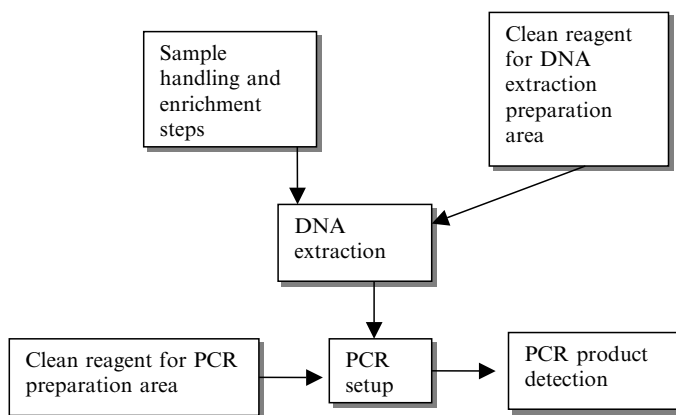 Sample
handling and
enrichment
steps
Clean reagent
for DNA
extraction
preparation
area
DNA
extraction
Clean reagent for PCR
preparation area
PCR
setup
PCR product
detection